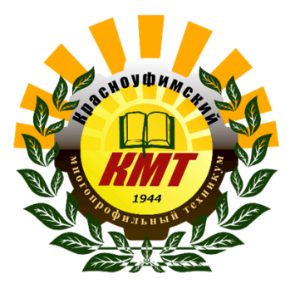 Красноуфимский
КМТ
1944
многопрофильный техникум